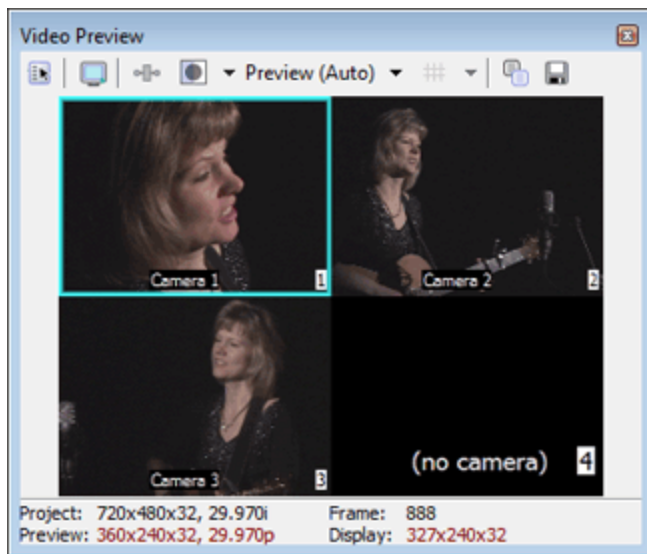 Video Preview
Preview (Auto)
Camera 1 1
Camera 2 2
Camera 3 3
(no camera) 4
Project: 720x480x32, 29.970i Frame: 888
Preview: 360x240x32, 29.970p Display: 327x240x32